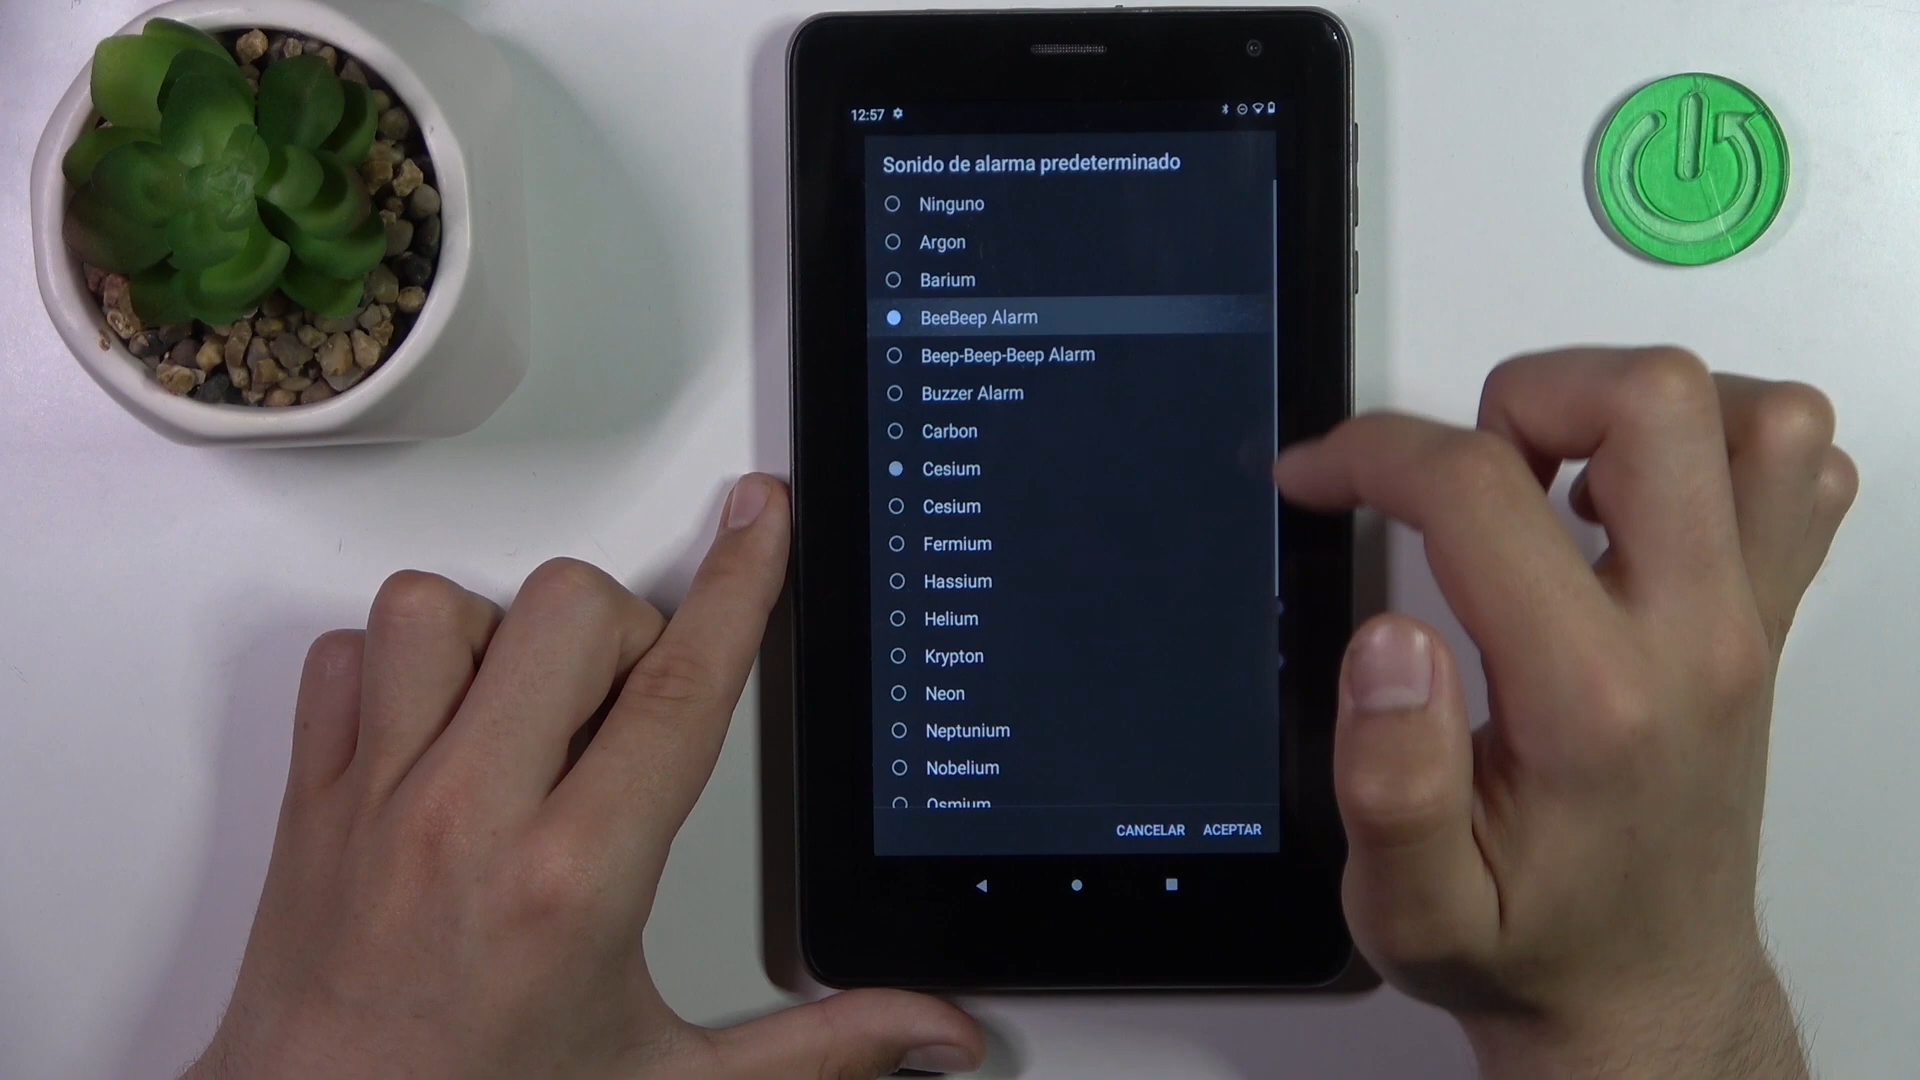 12:57
Sonido de alarma predeterminado
Ninguno
Argon
Barium
BeeBeep Alarm
Beep-Beep-Beep Alarm
Buzzer Alarm
Carbon
Cesium
Cesium
Fermium
Hassium
Helium
Krypton
Neon
Neptunium
Nobelium
Osmium
CANCELAR ACEPTAR